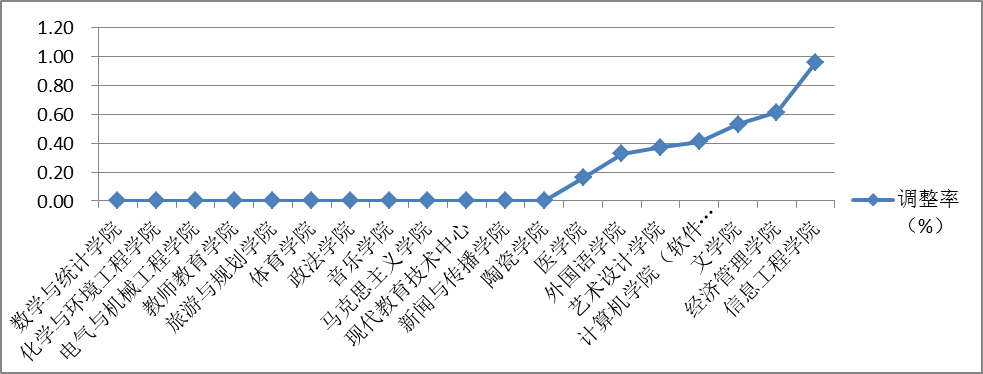 1.20
1.00
0.80
0.60
0.40
0.20
0.00
数学与统计学院
化学与环境工程学院
电气与机械工程学院
教师教育学院
旅游与规划学院
体育学院
政法学院
音乐学院
马克思主义学院
现代教育技术中心
新闻与传播学院
陶瓷学院
医学院
外国语学院
艺术设计学院
计算机学院（软件…
文学院
经济管理学院
信息工程学院
调整率
（%）